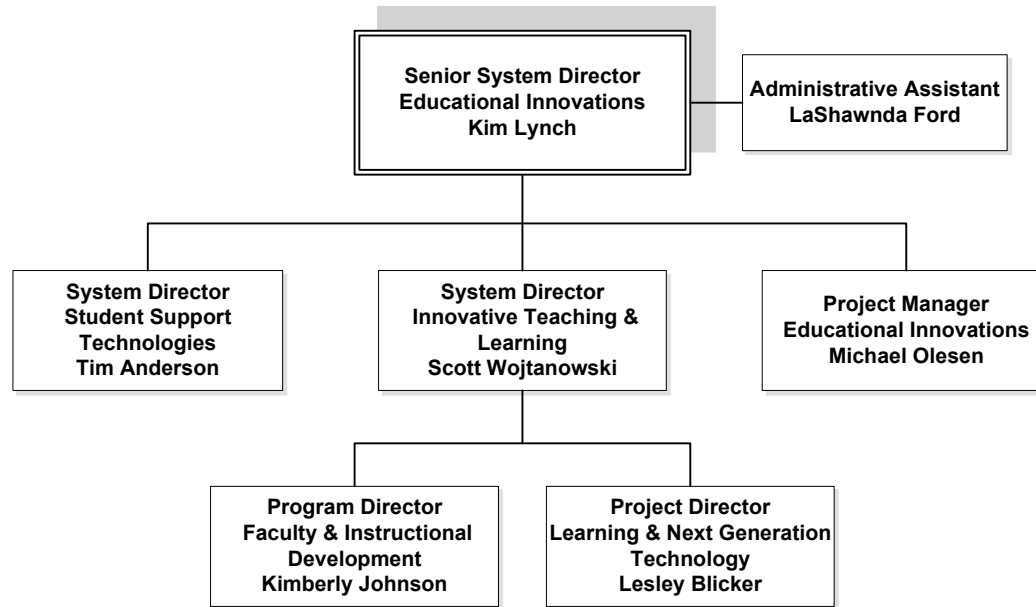 Senior System Director
Educational Innovations
Kim Lynch
Administrative Assistant
LaShawnda Ford
System Director
Student Support
Technologies
Tim Anderson
System Director
Innovative Teaching &
Learning
Scott Wojtanowski
Project Manager
Educational Innovations
Michael Olesen
Program Director
Faculty & Instructional
Development
Kimberly Johnson
Project Director
Learning & Next Generation
Technology
Lesley Blicker